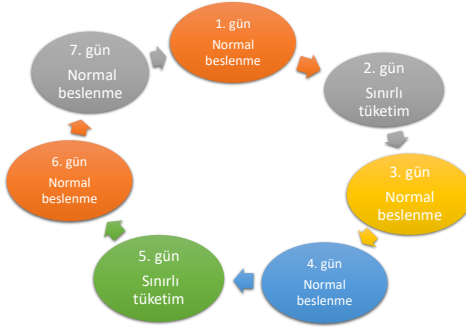 1. gün
Normal
beslenme
2. gün
Sınırlı
tüketim
3. gün
Normal
beslenme
4. gün
Normal
beslenme
5. gün
Sınırlı
tüketim
6. gün
Normal
beslenme
7. gün
Normal
beslenme